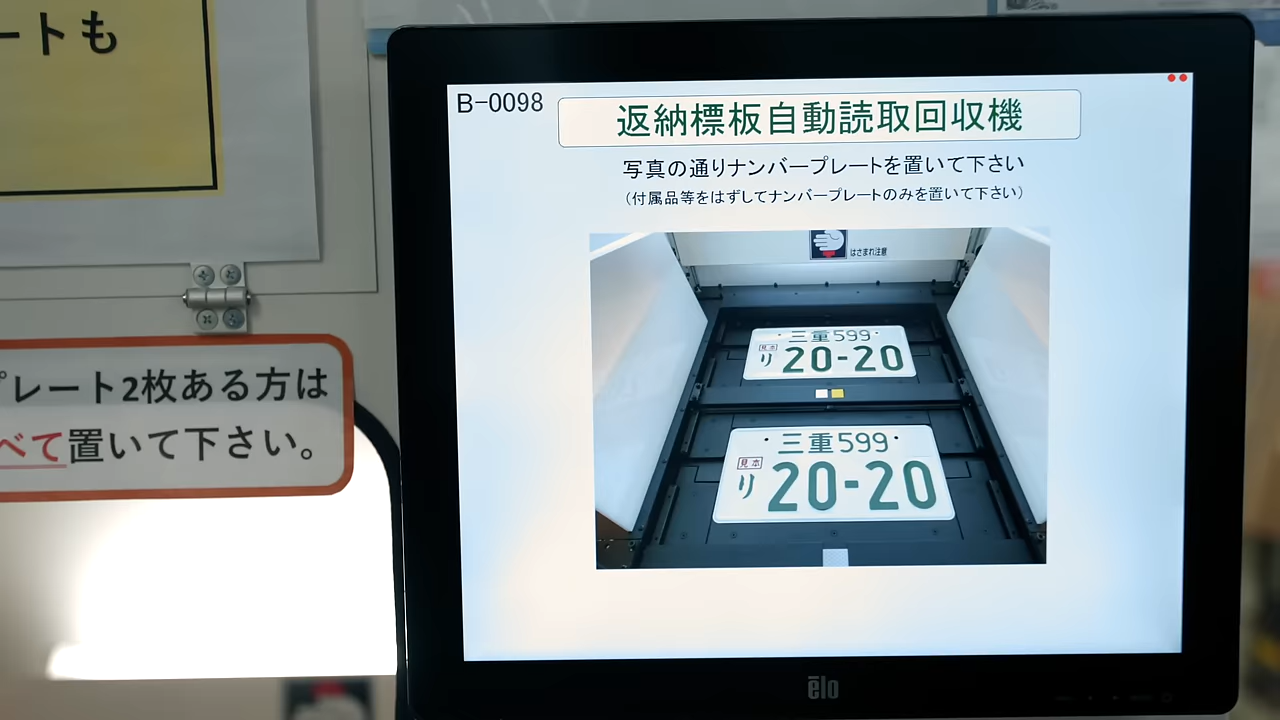 ートも
プレート2枚ある方は
べて置いて下さい。
B-0098
返納標板自動読取回収機
写真の通りナンバープレートを置いて下さい
（付属品等をはずしてナンバープレートのみを置いて下さい）
はさまれ注意
・三重599・
見本
り 20-20
・三重599・
見本
り 20-20
ēlo